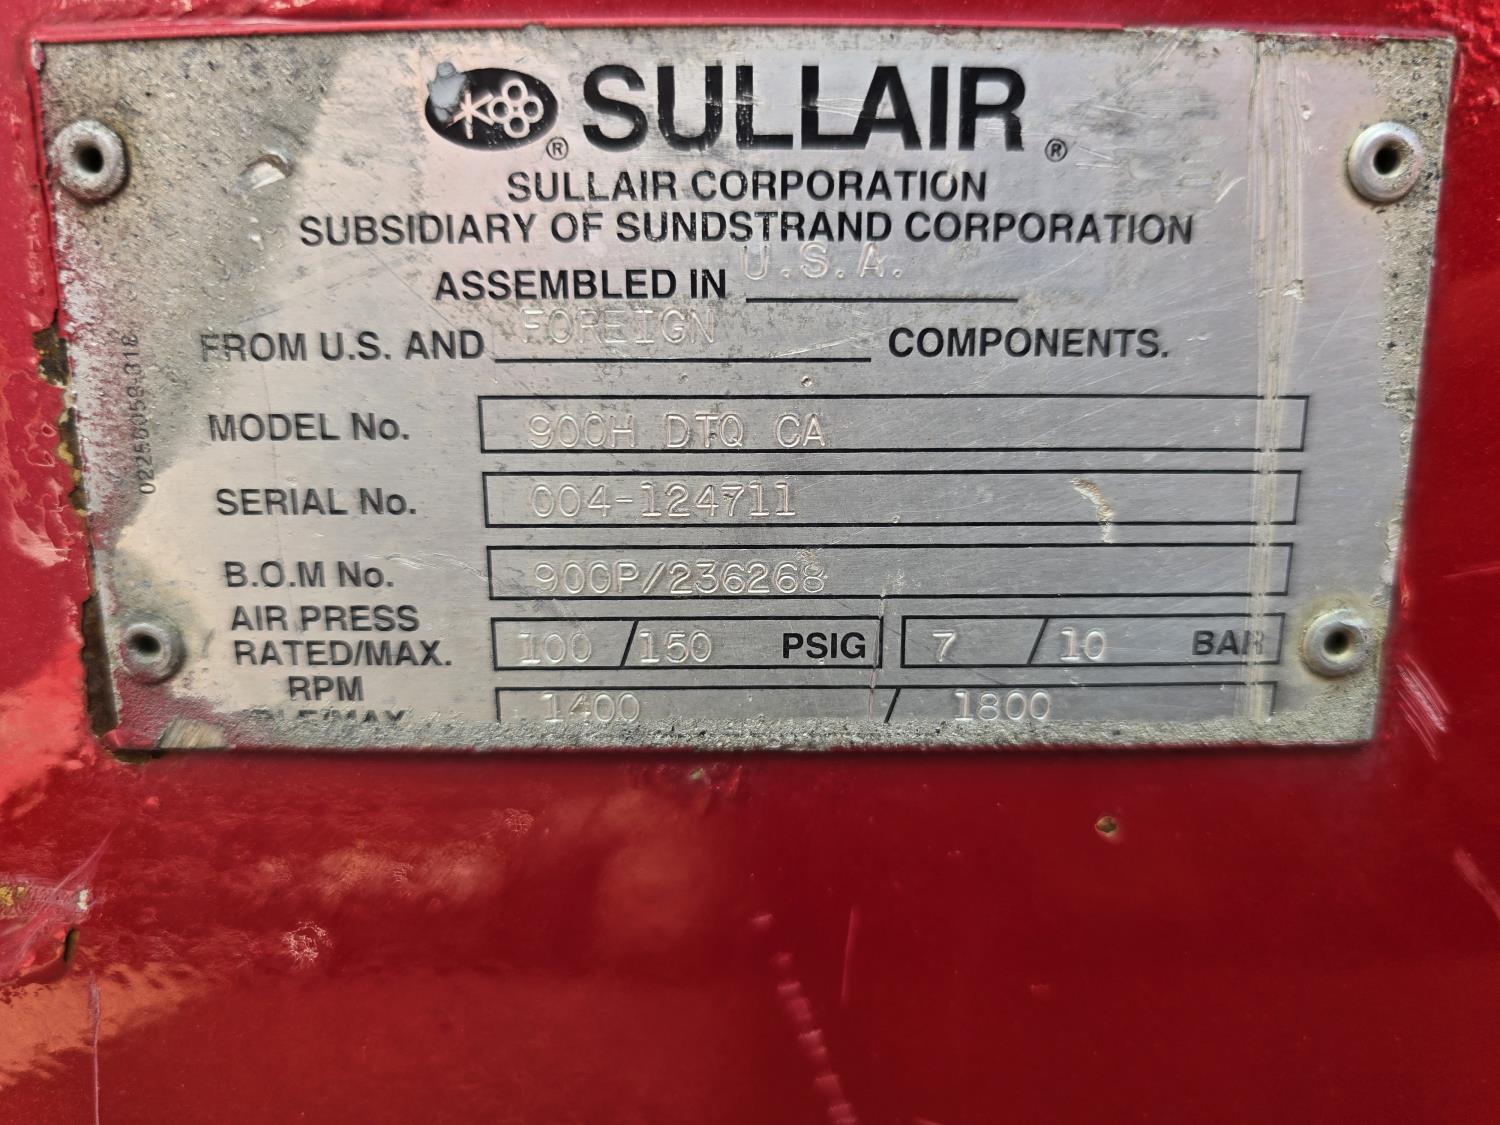 SULLAIR
SULLAIR CORPORATION
SUBSIDIARY OF SUNDSTRAND CORPORATION
ASSEMBLED IN U.S.A.
FROM U.S. AND FOREIGN COMPONENTS.
MODEL No. 900H DTQ CA
SERIAL No. 004-124711
B.O.M No. 900P/236268
AIR PRESS
RATED/MAX. 100 / 150 PSIG 7 / 10 BAR
RPM
1400 / 1800